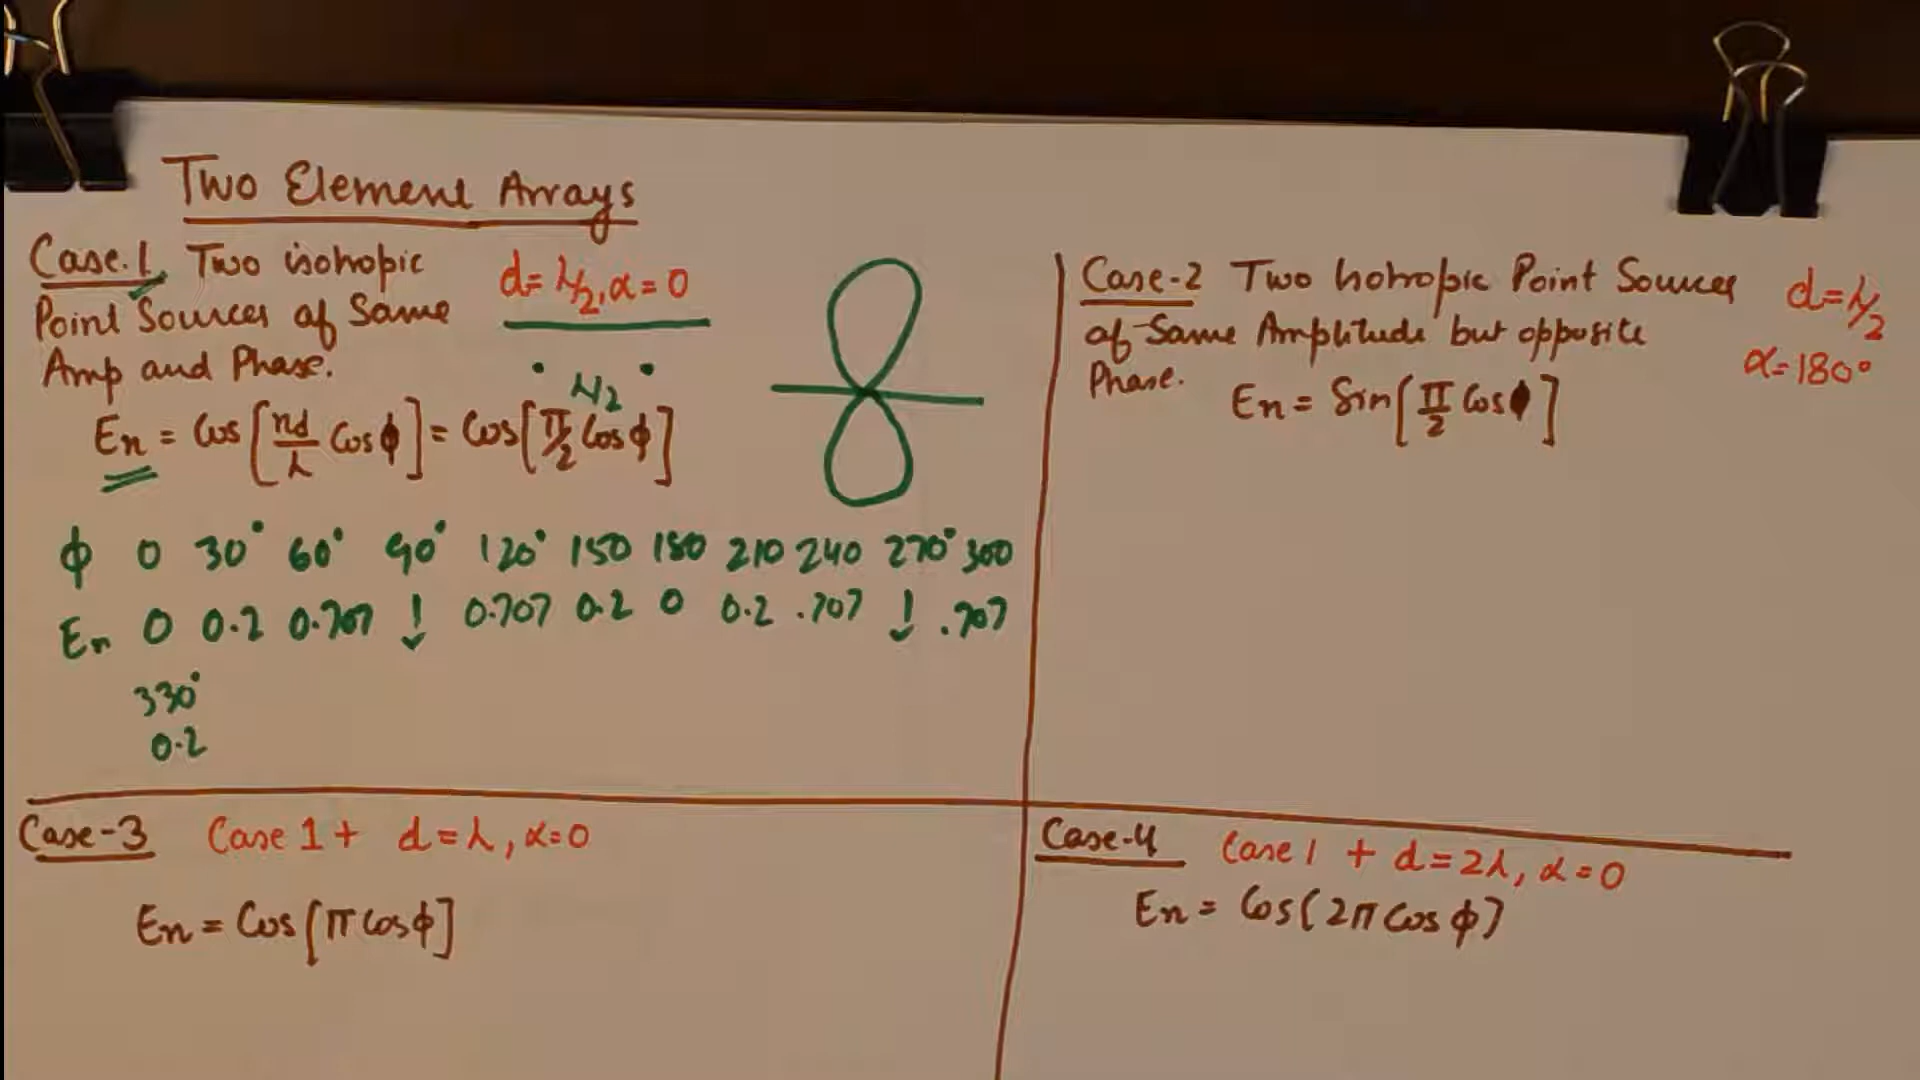 Two Element Arrays
Case.1, Two isotropic
Point Sources of Same
Amp and Phase.
d=λ/2, α=0
λ/2
En = Cos[πd/λ Cosϕ] = Cos[π/2 Cosϕ]
ϕ 0 30° 60° 90° 120° 150 180 210 240 270° 300
En 0 0.2 0.707 1 0.707 0.2 0 0.2 .707 1 .707
330°
0.2
Case-2 Two Isotropic Point Sources
of Same Amplitude but opposite
Phase.
d=λ/2
α=180°
En = Sin[π/2 Cosϕ]
Case-3 Case 1 + d=λ, α=0
En = Cos[π Cosϕ]
Case-4 Case 1 + d=2λ, α=0
En = Cos(2π Cos ϕ)